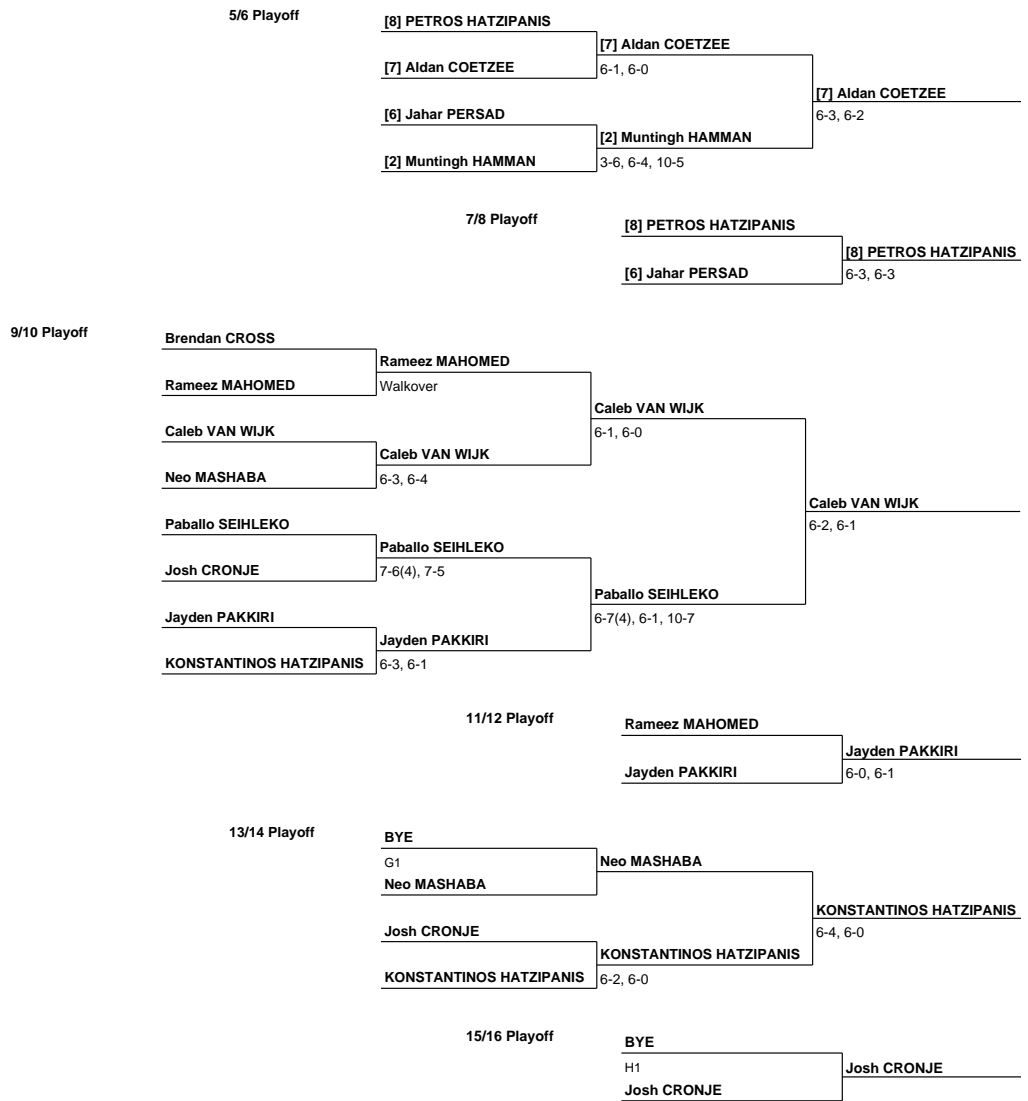 5/6 Playoff
[8] PETROS HATZIPANIS
[7] Aldan COETZEE
[7] Aldan COETZEE
6-1, 6-0
[7] Aldan COETZEE
[6] Jahar PERSAD
6-3, 6-2
[2] Muntingh HAMMAN
[2] Muntingh HAMMAN
3-6, 6-4, 10-5
7/8 Playoff
[8] PETROS HATZIPANIS
[8] PETROS HATZIPANIS
[6] Jahar PERSAD
6-3, 6-3
9/10 Playoff
Brendan CROSS
Rameez MAHOMED
Rameez MAHOMED
Walkover
Caleb VAN WIJK
Caleb VAN WIJK
6-1, 6-0
Caleb VAN WIJK
Neo MASHABA
6-3, 6-4
Caleb VAN WIJK
Paballo SEIHLEKO
6-2, 6-1
Paballo SEIHLEKO
Josh CRONJE
7-6(4), 7-5
Paballo SEIHLEKO
Jayden PAKKIRI
6-7(4), 6-1, 10-7
Jayden PAKKIRI
KONSTANTINOS HATZIPANIS
6-3, 6-1
11/12 Playoff
Rameez MAHOMED
Jayden PAKKIRI
Jayden PAKKIRI
6-0, 6-1
13/14 Playoff
BYE
G1
Neo MASHABA
Neo MASHABA
KONSTANTINOS HATZIPANIS
Josh CRONJE
6-4, 6-0
KONSTANTINOS HATZIPANIS
KONSTANTINOS HATZIPANIS
6-2, 6-0
15/16 Playoff
BYE
H1
Josh CRONJE
Josh CRONJE